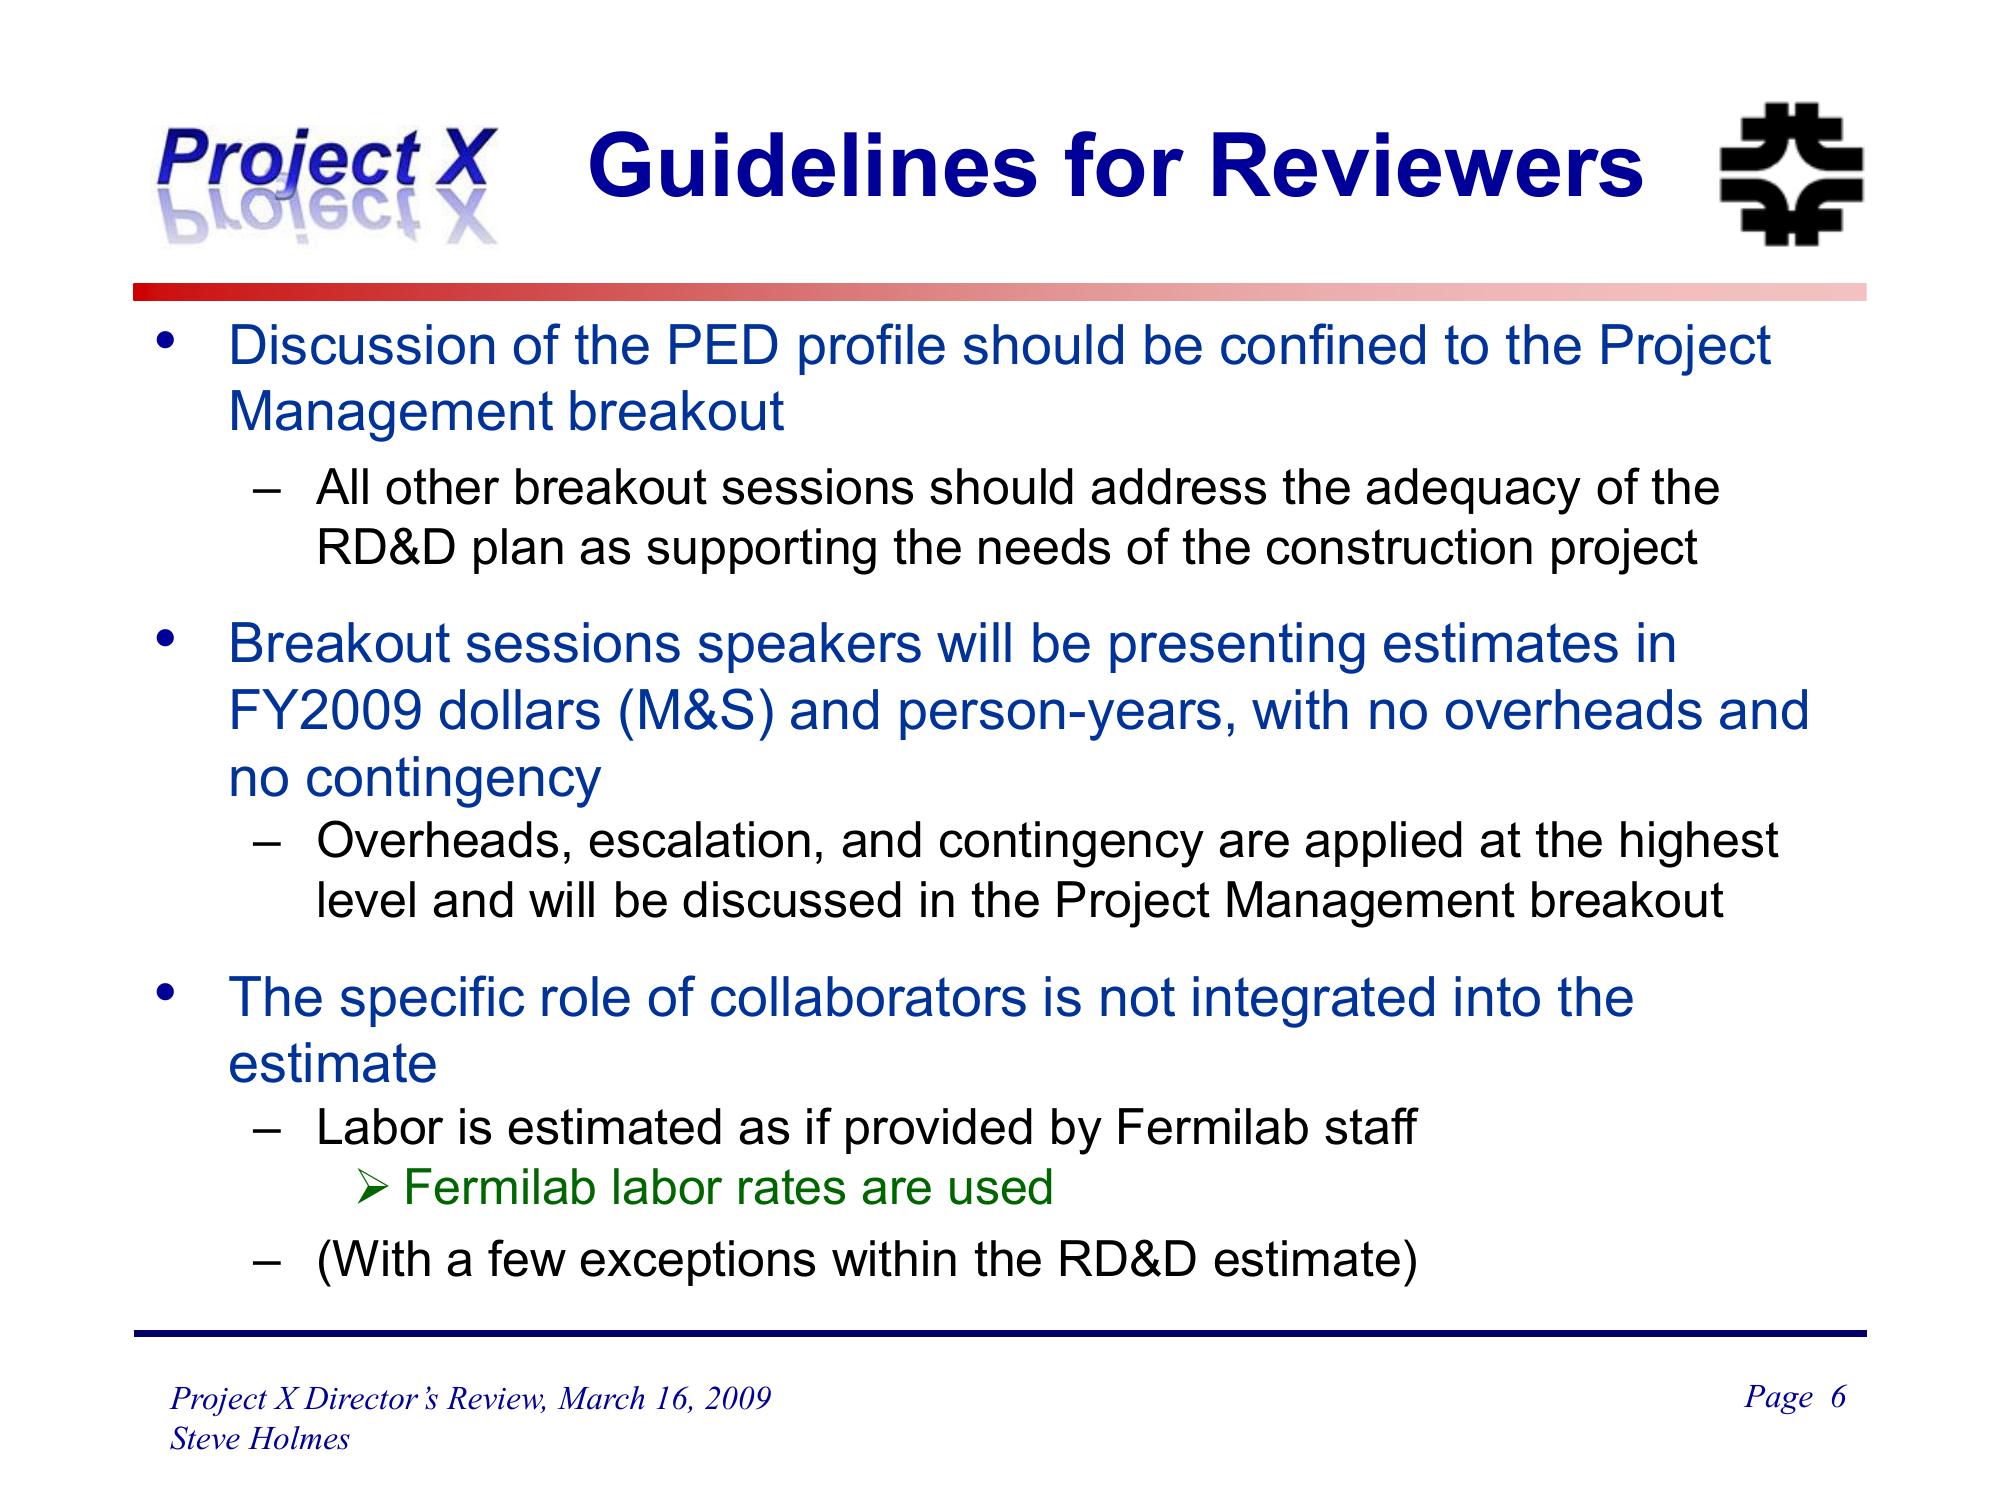 Project X
Guidelines for Reviewers
• Discussion of the PED profile should be confined to the Project
Management breakout
– All other breakout sessions should address the adequacy of the
RD&D plan as supporting the needs of the construction project
• Breakout sessions speakers will be presenting estimates in
FY2009 dollars (M&S) and person-years, with no overheads and
no contingency
– Overheads, escalation, and contingency are applied at the highest
level and will be discussed in the Project Management breakout
• The specific role of collaborators is not integrated into the
estimate
– Labor is estimated as if provided by Fermilab staff
➢ Fermilab labor rates are used
– (With a few exceptions within the RD&D estimate)
Project X Director’s Review, March 16, 2009
Steve Holmes
Page 6